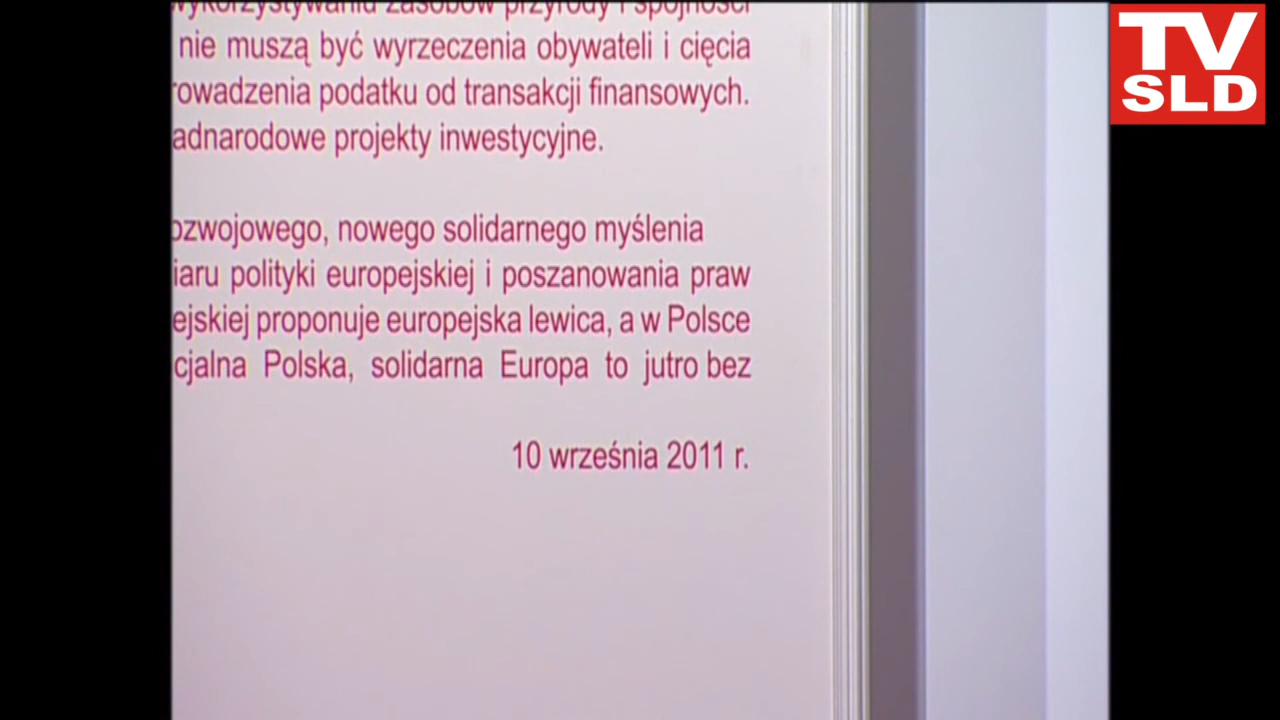 zasobów przyrody i spójności
nie muszą być wyrzeczenia obywateli i cięcia
rowadzenia podatku od transakcji finansowych.
adnarodowe projekty inwestycyjne.
ozwojowego, nowego solidarnego myślenia
iaru polityki europejskiej i poszanowania praw
ejskiej proponuje europejska lewica, a w Polsce
cjalna Polska, solidarna Europa to jutro bez
10 września 2011 r.
TV
SLD